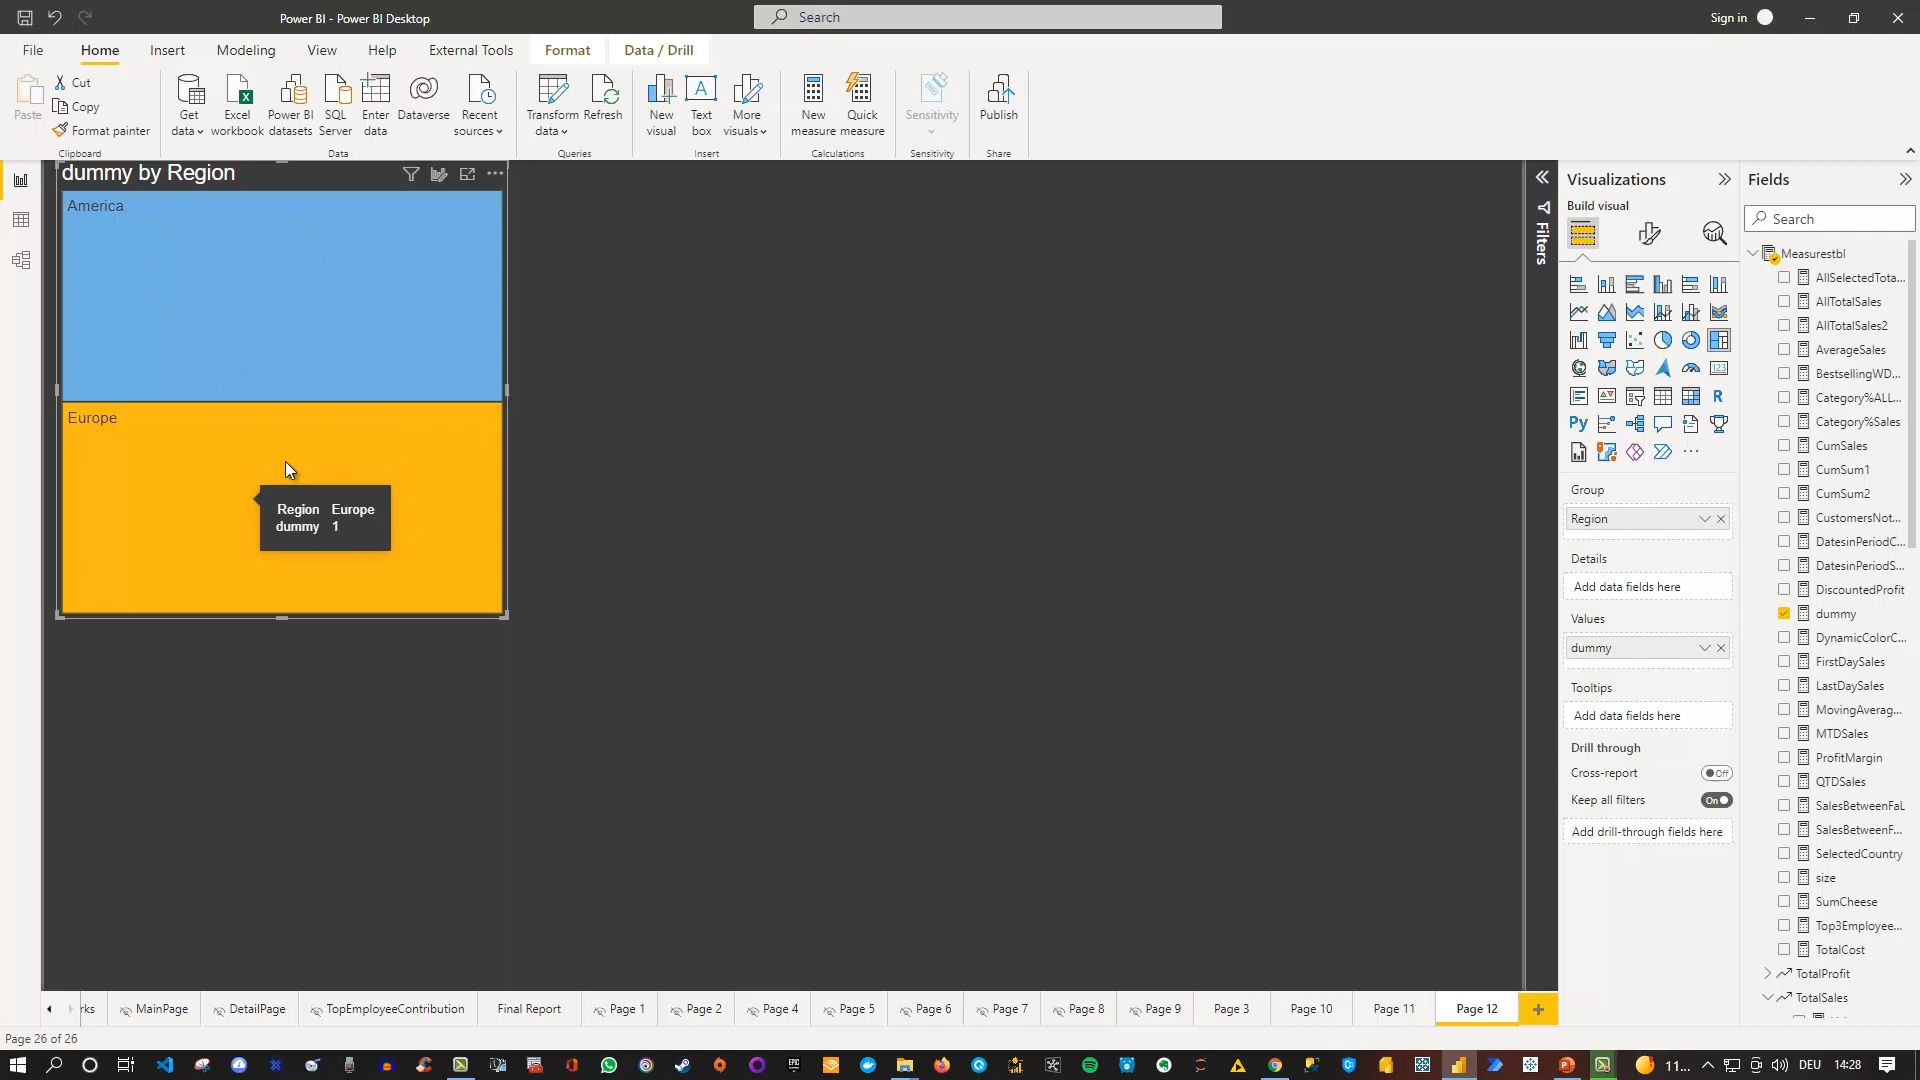 Power BI - Power BI Desktop
Search
Sign in
File
Home
Insert
Modeling
View
Help
External Tools
Format
Data / Drill
Paste
Cut
Copy
Format painter
Clipboard
Get data
Excel workbook
Power BI datasets
SQL Server
Enter data
Dataverse
Recent sources
Data
Transform data
Refresh
Queries
New visual
Text box
More visuals
Insert
New measure
Quick measure
Calculations
Sensitivity
Sensitivity
Publish
Share
dummy by Region
America
Europe
Region Europe
dummy 1
Filters
Visualizations
Build visual
123
R
Py
Group
Region
Details
Add data fields here
Values
dummy
Tooltips
Add data fields here
Drill through
Cross-report
Off
Keep all filters
On
Add drill-through fields here
Fields
Search
Measurestbl
AllSelectedTota...
AllTotalSales
AllTotalSales2
AverageSales
BestsellingWD...
Category%ALL...
Category%Sales
CumSales
CumSum1
CumSum2
CustomersNot...
DatesinPeriodC...
DatesinPeriodS...
DiscountedProfit
dummy
DynamicColorC...
FirstDaySales
LastDaySales
MovingAverag...
MTDSales
ProfitMargin
QTDSales
SalesBetweenFaL
SalesBetweenF...
SelectedCountry
size
SumCheese
Top3Employee...
TotalCost
TotalProfit
TotalSales
rks
MainPage
DetailPage
TopEmployeeContribution
Final Report
Page 1
Page 2
Page 4
Page 5
Page 6
Page 7
Page 8
Page 9
Page 3
Page 10
Page 11
Page 12
Page 26 of 26
11...
DEU
14:28